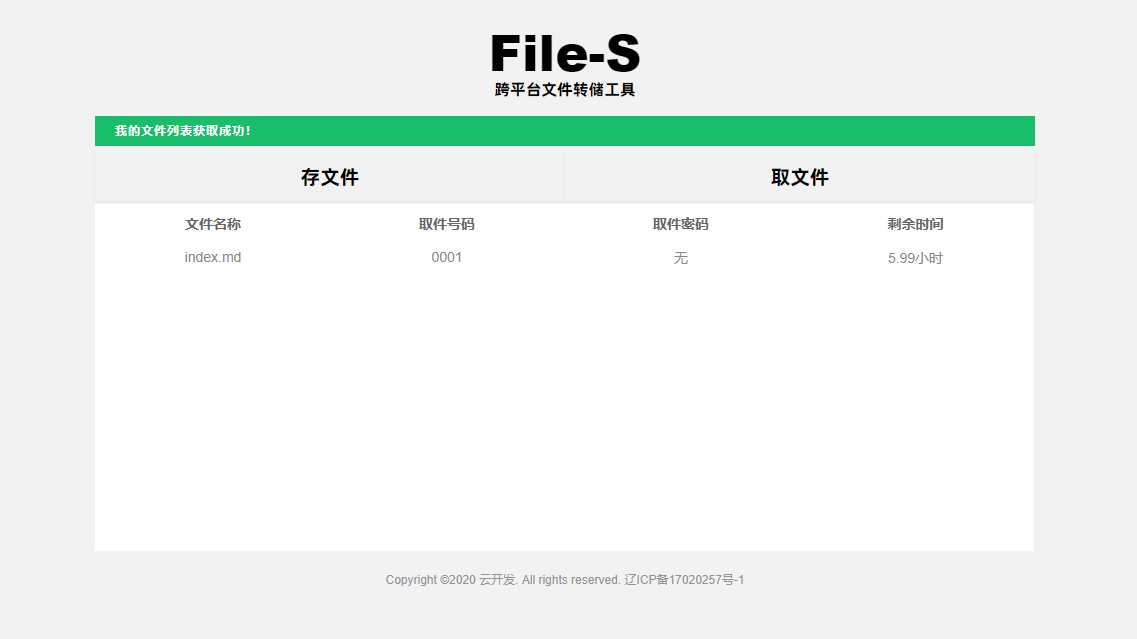 File-S
跨平台文件转储工具
我的文件列表获取成功!
存文件 取文件
文件名称 取件号码 取件密码 剩余时间
index.md 0001 无 5.99小时
Copyright ©2020 云开发. All rights reserved. 辽ICP备17020257号-1